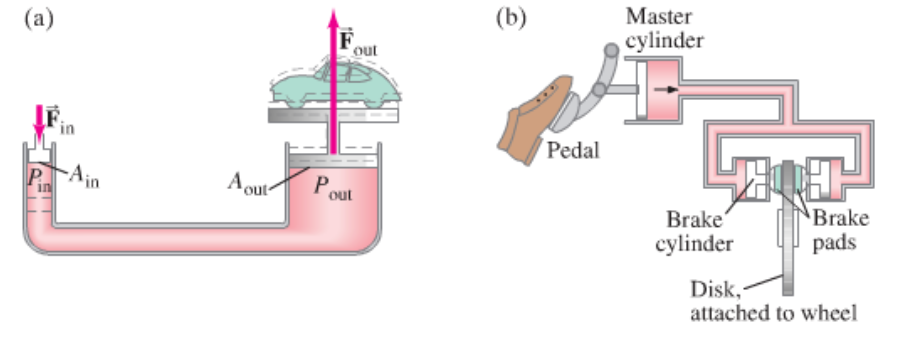 (a)
F⃗out
F⃗in
Pin
Ain
Aout
Pout
(b)
Master
cylinder
Pedal
Brake
cylinder
Brake
pads
Disk,
attached to wheel